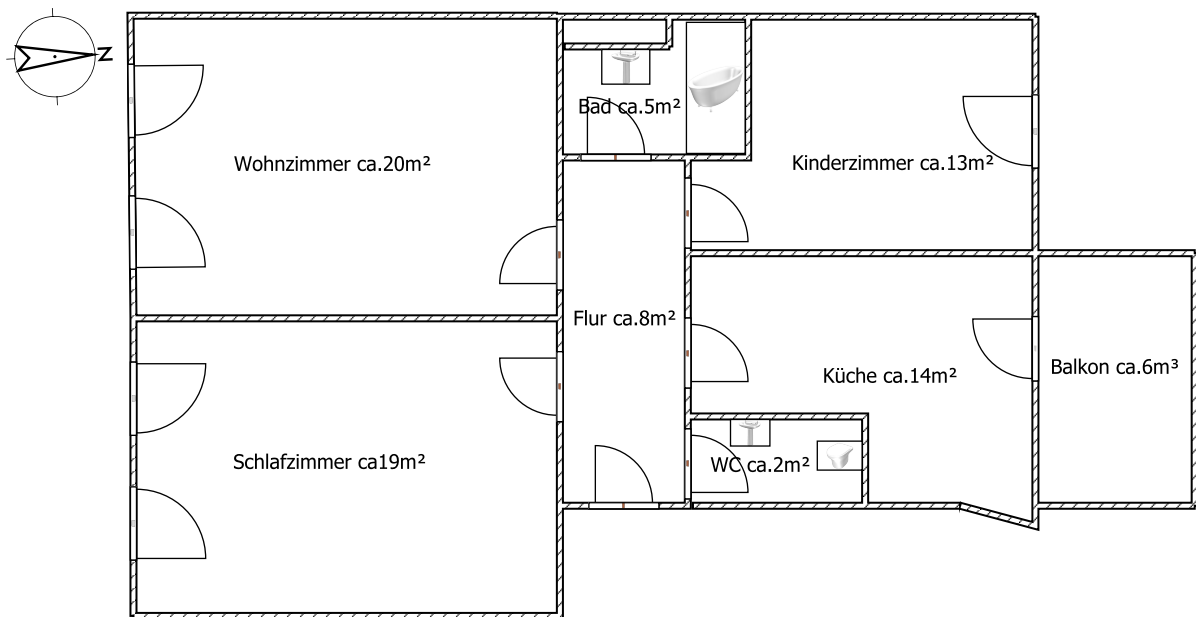 N
Bad ca.5m²
Wohnzimmer ca.20m²
Kinderzimmer ca.13m²
Flur ca.8m²
Küche ca.14m²
Balkon ca.6m³
Schlafzimmer ca19m²
WC ca.2m²